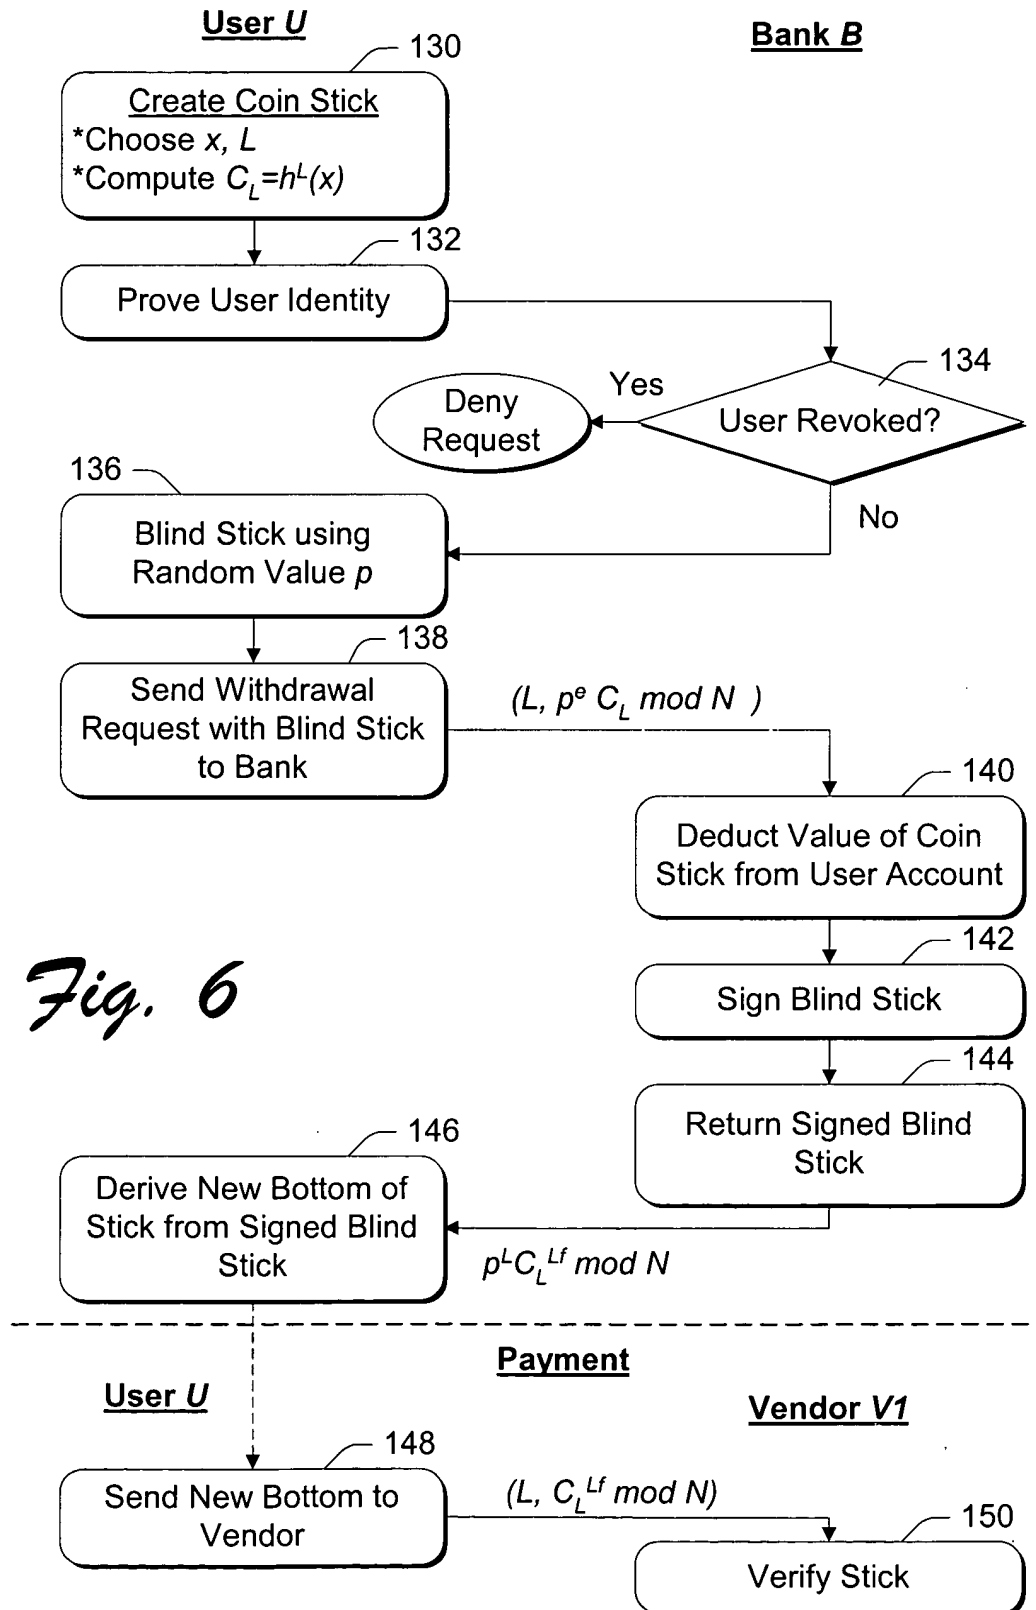 User U
Bank B
130
Create Coin Stick
*Choose x, L
*Compute C_L=h^L(x)
132
Prove User Identity
134
User Revoked?
Yes
Deny
Request
No
136
Blind Stick using
Random Value p
138
Send Withdrawal
Request with Blind Stick
to Bank
(L, p^e C_L mod N )
140
Deduct Value of Coin
Stick from User Account
142
Sign Blind Stick
144
Return Signed Blind
Stick
Fig. 6
146
Derive New Bottom of
Stick from Signed Blind
Stick
p^L C_L^Lf mod N
Payment
User U
Vendor V1
148
Send New Bottom to
Vendor
(L, C_L^Lf mod N)
150
Verify Stick